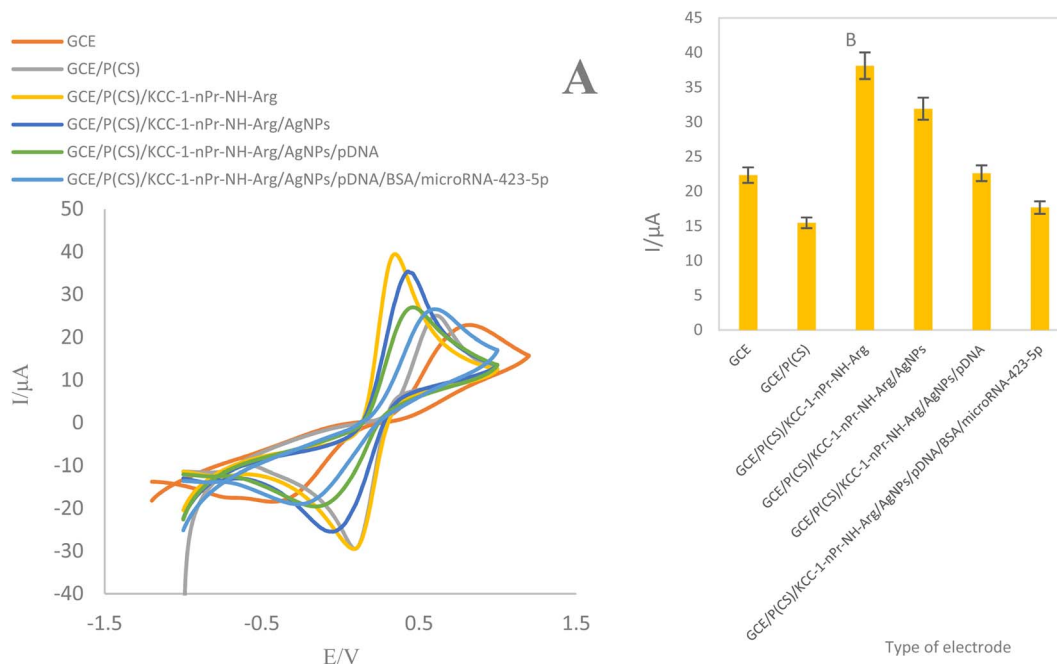 GCE
GCE/P(CS)
GCE/P(CS)/KCC-1-nPr-NH-Arg
GCE/P(CS)/KCC-1-nPr-NH-Arg/AgNPs
GCE/P(CS)/KCC-1-nPr-NH-Arg/AgNPs/pDNA
GCE/P(CS)/KCC-1-nPr-NH-Arg/AgNPs/pDNA/BSA/microRNA-423-5p
A
50
40
30
20
10
0
-10
-20
-30
-40
I/µA
-1.5
-0.5
0.5
1.5
E/V
B
45
40
35
30
25
20
15
10
5
0
I/µA
GCE
GCE/P(CS)
GCE/P(CS)/KCC-1-nPr-NH-Arg
GCE/P(CS)/KCC-1-nPr-NH-Arg/AgNPs
GCE/P(CS)/KCC-1-nPr-NH-Arg/AgNPs/pDNA
GCE/P(CS)/KCC-1-nPr-NH-Arg/AgNPs/pDNA/BSA/microRNA-423-5p
Type of electrode